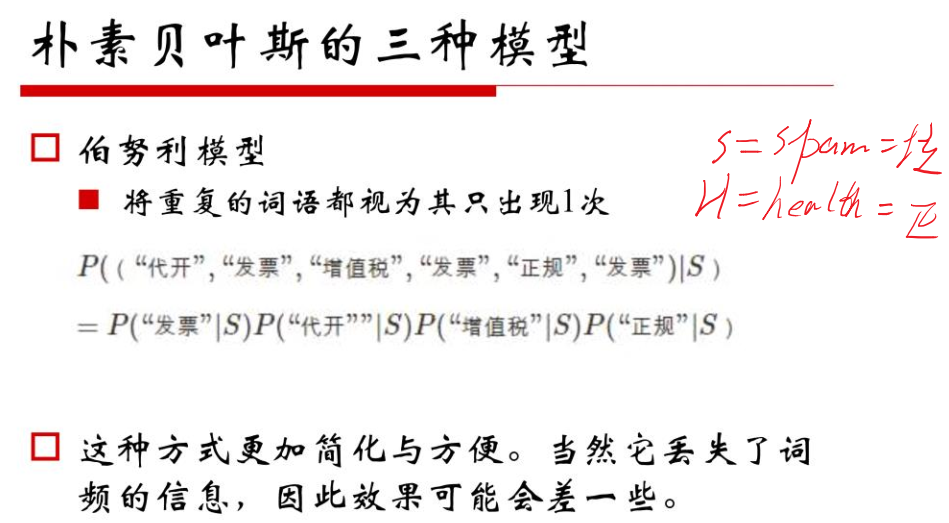 朴素贝叶斯的三种模型
伯努利模型
将重复的词语都视为其只出现1次
S=Spam=垃
H=health=正
P((“代开”,“发票”,“增值税”,“发票”,“正规”,“发票”)|S)
=P(“发票”|S)P(“代开””|S)P(“增值税”|S)P(“正规”|S)
这种方式更加简化与方便。当然它丢失了词
频的信息，因此效果可能会差一些。